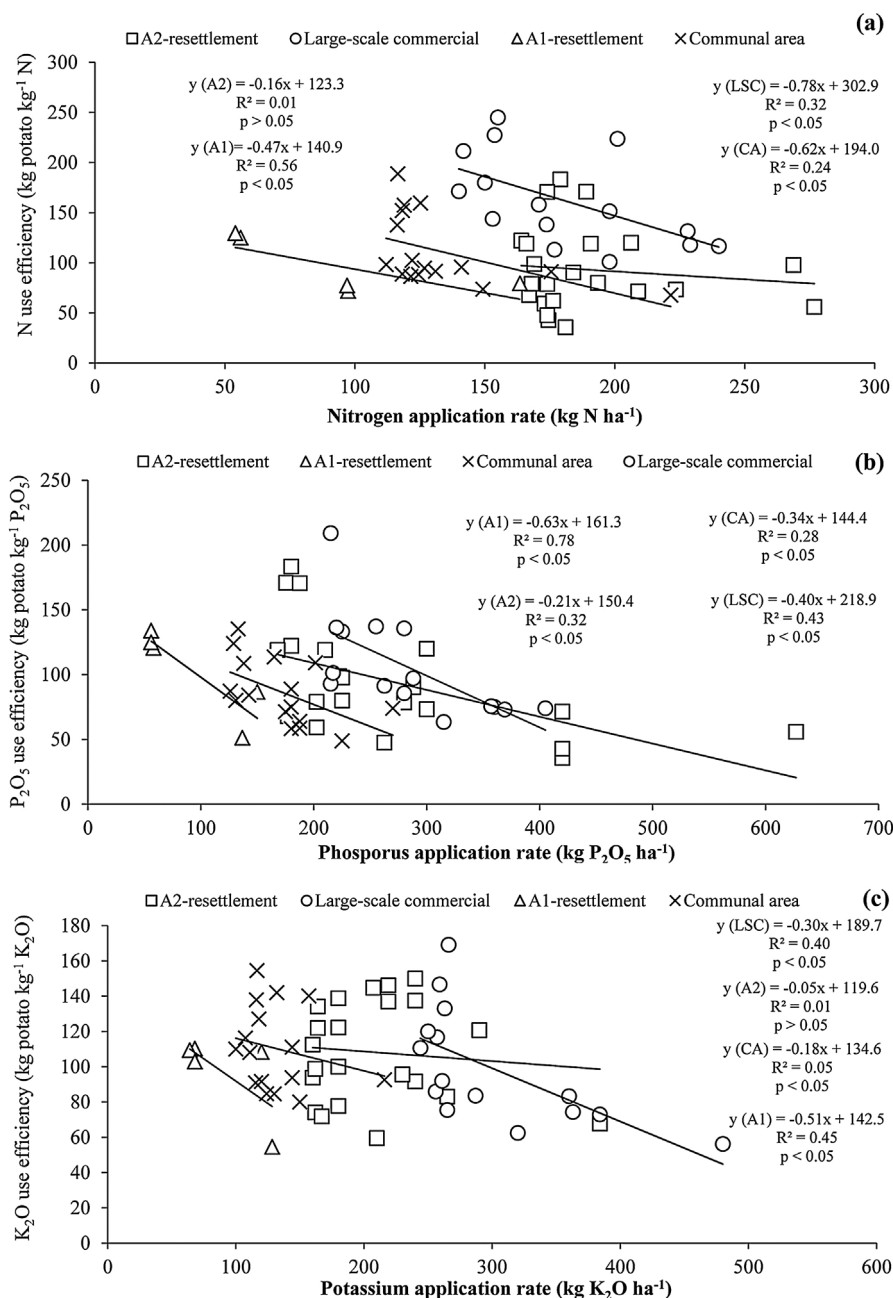 (a)
A2-resettlement Large-scale commercial A1-resettlement Communal area
N use efficiency (kg potato kg⁻¹ N)
300
250
200
150
100
50
0
y (A2) = -0.16x + 123.3
R² = 0.01
p > 0.05
y (A1) = -0.47x + 140.9
R² = 0.56
p < 0.05
y (LSC) = -0.78x + 302.9
R² = 0.32
p < 0.05
y (CA) = -0.62x + 194.0
R² = 0.24
p < 0.05
0 50 100 150 200 250 300
Nitrogen application rate (kg N ha⁻¹)
(b)
A2-resettlement A1-resettlement Communal area Large-scale commercial
P₂O₅ use efficiency (kg potato kg⁻¹ P₂O₅)
250
200
150
100
50
0
y (A1) = -0.63x + 161.3
R² = 0.78
p < 0.05
y (A2) = -0.21x + 150.4
R² = 0.32
p < 0.05
y (CA) = -0.34x + 144.4
R² = 0.28
p < 0.05
y (LSC) = -0.40x + 218.9
R² = 0.43
p < 0.05
0 100 200 300 400 500 600 700
Phosporus application rate (kg P₂O₅ ha⁻¹)
(c)
A2-resettlement Large-scale commercial A1-resettlement Communal area
K₂O use efficiency (kg potato kg⁻¹ K₂O)
180
160
140
120
100
80
60
40
20
0
y (LSC) = -0.30x + 189.7
R² = 0.40
p < 0.05
y (A2) = -0.05x + 119.6
R² = 0.01
p > 0.05
y (CA) = -0.18x + 134.6
R² = 0.05
p < 0.05
y (A1) = -0.51x + 142.5
R² = 0.45
p < 0.05
0 100 200 300 400 500 600
Potassium application rate (kg K₂O ha⁻¹)